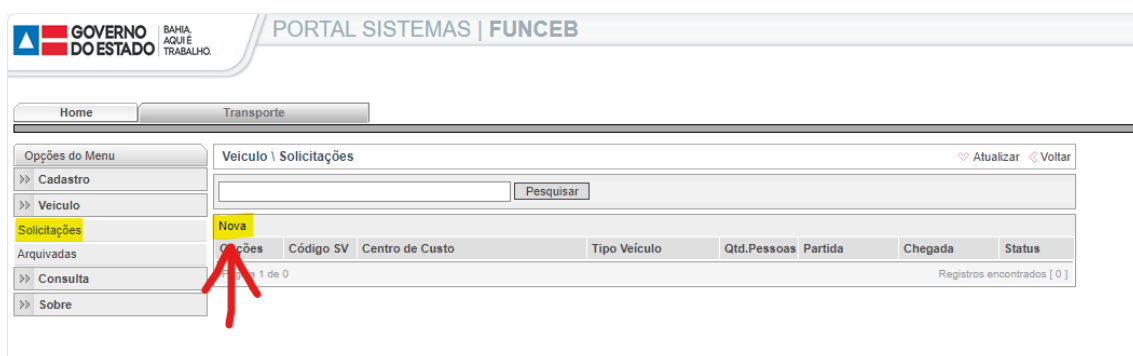 GOVERNO DO ESTADO
BAHIA. AQUI É TRABALHO.
PORTAL SISTEMAS | FUNCEB
Home Transporte
Opções do Menu
Cadastro
Veiculo
Solicitações
Arquivadas
Consulta
Sobre
Veiculo \ Solicitações Atualizar Voltar
Pesquisar
Nova
Opções Código SV Centro de Custo Tipo Veículo Qtd.Pessoas Partida Chegada Status
Página 1 de 0 Registros encontrados [ 0 ]